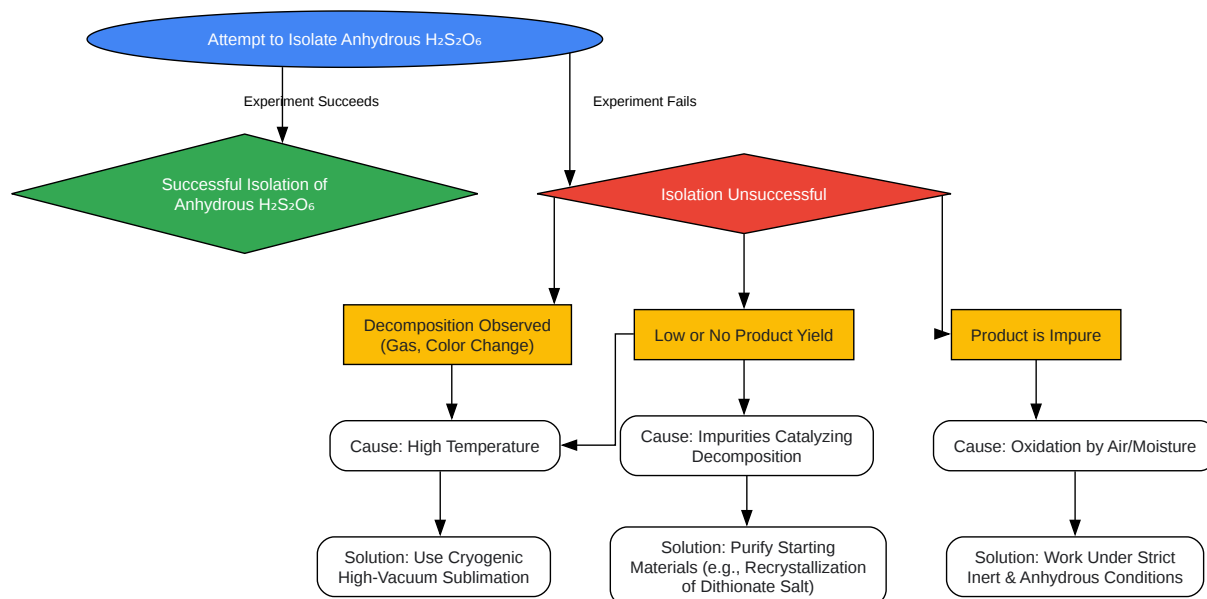 Attempt to Isolate Anhydrous H₂S₂O₆
Experiment Succeeds
Experiment Fails
Successful Isolation of
Anhydrous H₂S₂O₆
Isolation Unsuccessful
Decomposition Observed
(Gas, Color Change)
Low or No Product Yield
Product is Impure
Cause: High Temperature
Cause: Impurities Catalyzing
Decomposition
Cause: Oxidation by Air/Moisture
Solution: Use Cryogenic
High-Vacuum Sublimation
Solution: Purify Starting
Materials (e.g., Recrystallization
of Dithionate Salt)
Solution: Work Under Strict
Inert & Anhydrous Conditions